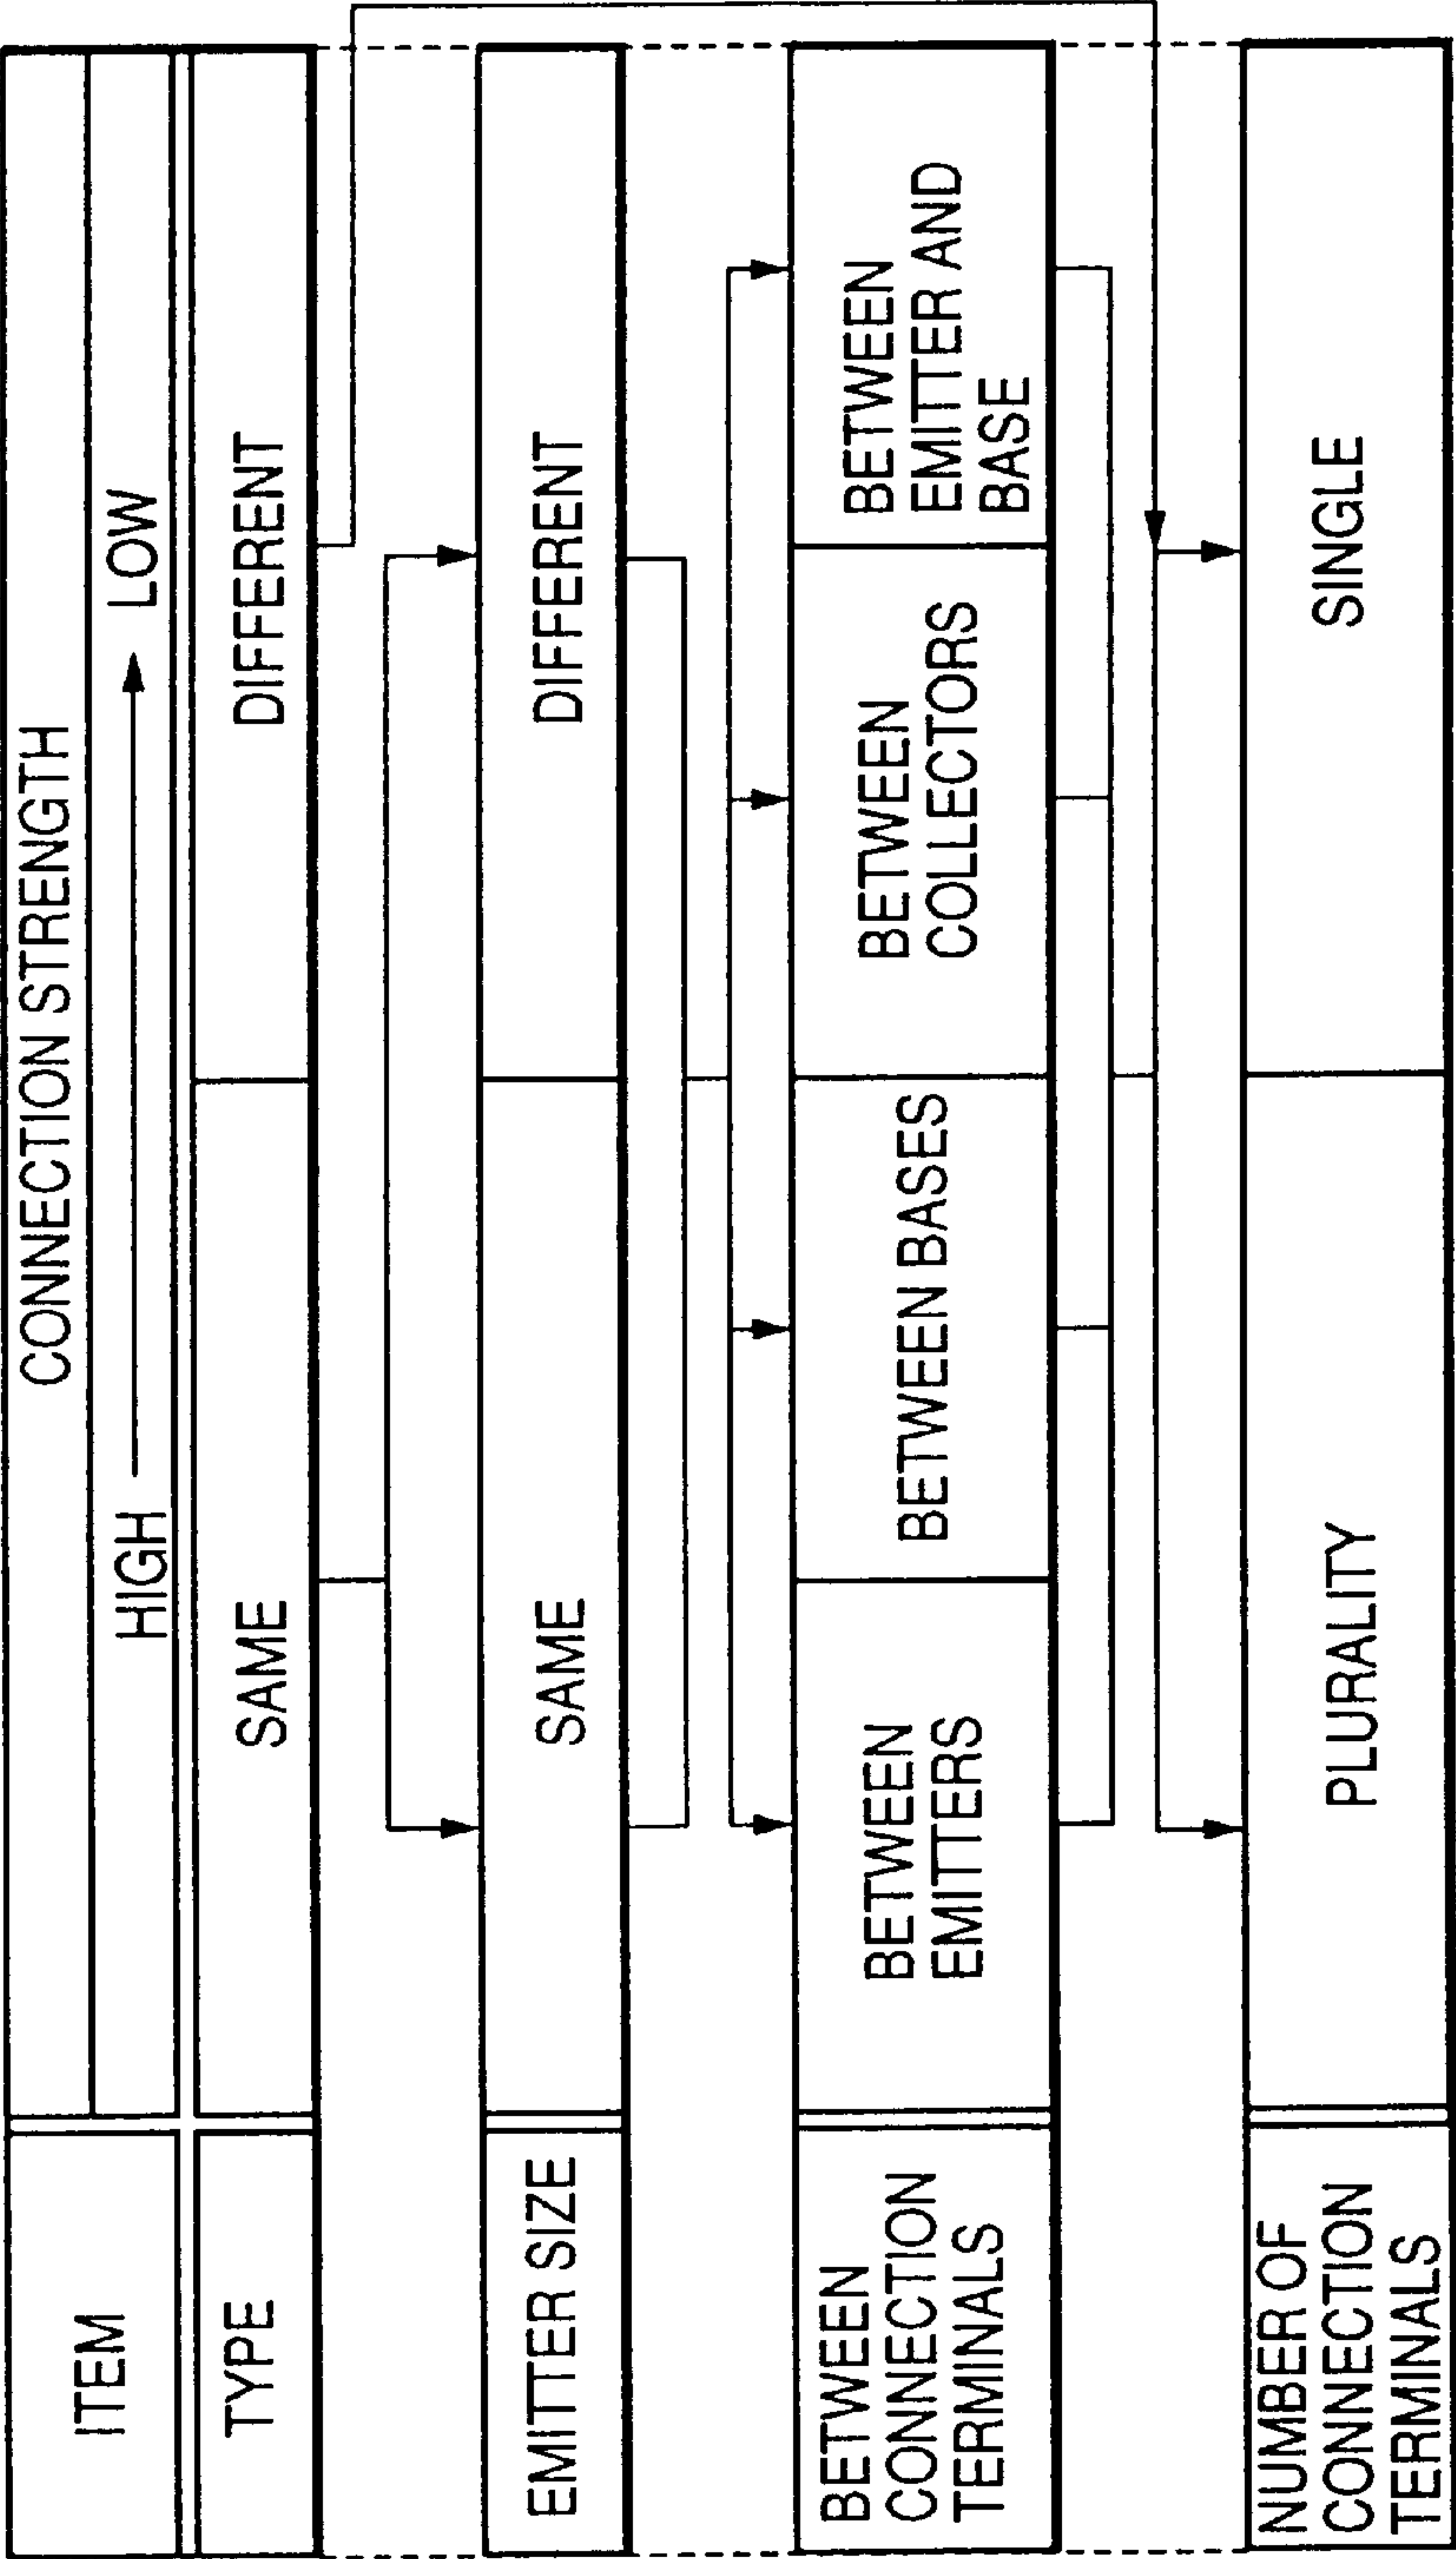 ITEM
CONNECTION STRENGTH
HIGH
LOW
TYPE
SAME
DIFFERENT
EMITTER SIZE
SAME
DIFFERENT
BETWEEN
CONNECTION
TERMINALS
BETWEEN
EMITTERS
BETWEEN BASES
BETWEEN
COLLECTORS
BETWEEN
EMITTER AND
BASE
NUMBER OF
CONNECTION
TERMINALS
PLURALITY
SINGLE